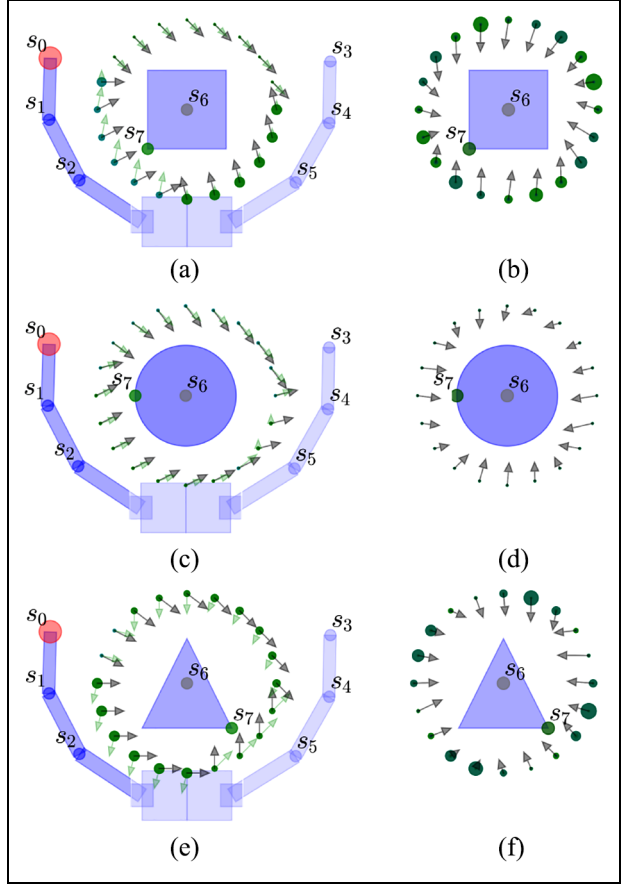 s₀ s₃
s₁ s₆ s₄
s₇
s₂ s₅
(a)
s₆
s₇
(b)
s₀ s₃
s₇ s₆
s₁ s₄
s₂ s₅
(c)
s₇ s₆
(d)
s₀ s₃
s₆
s₁ s₄
s₇
s₂ s₅
(e)
s₆
s₇
(f)